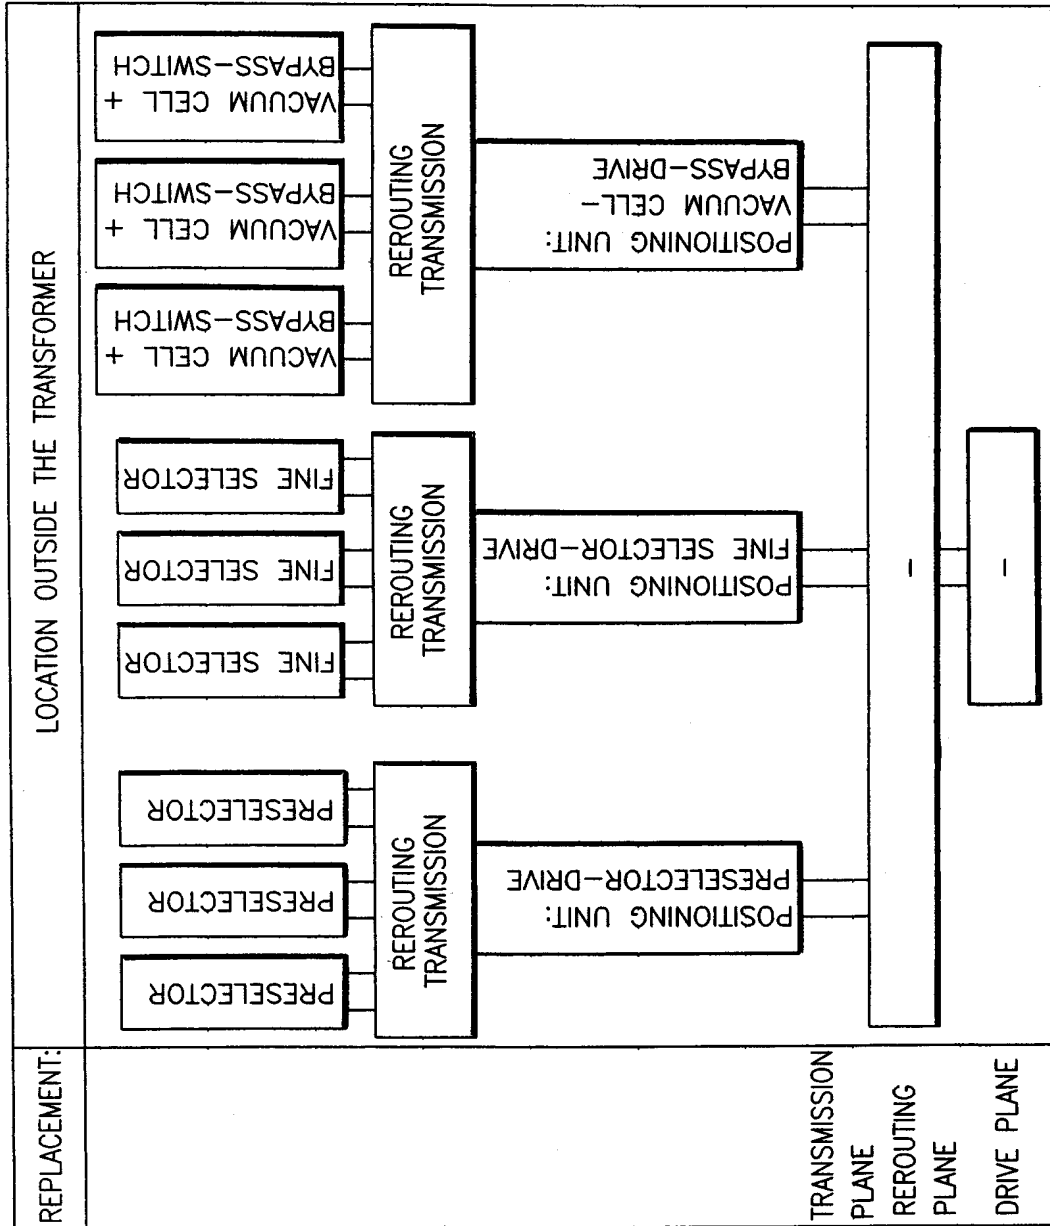 REPLACEMENT:
LOCATION OUTSIDE THE TRANSFORMER
PRESELECTOR
PRESELECTOR
PRESELECTOR
FINE SELECTOR
FINE SELECTOR
FINE SELECTOR
VACUUM CELL +
BYPASS-SWITCH
VACUUM CELL +
BYPASS-SWITCH
VACUUM CELL +
BYPASS-SWITCH
REROUTING
TRANSMISSION
REROUTING
TRANSMISSION
REROUTING
TRANSMISSION
POSITIONING UNIT:
PRESELECTOR-DRIVE
POSITIONING UNIT:
FINE SELECTOR-DRIVE
POSITIONING UNIT:
VACUUM CELL-
BYPASS-DRIVE
TRANSMISSION
PLANE
REROUTING
PLANE
-
DRIVE PLANE
-